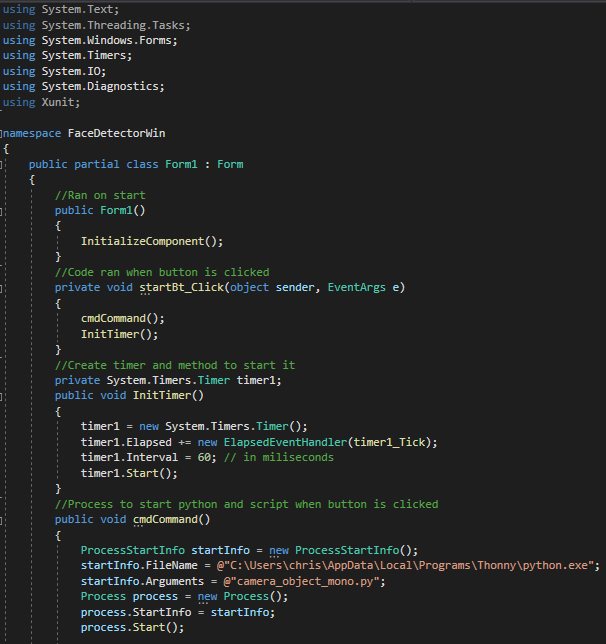 using System.Text;
using System.Threading.Tasks;
using System.Windows.Forms;
using System.Timers;
using System.IO;
using System.Diagnostics;
using Xunit;
namespace FaceDetectorWin
{
    public partial class Form1 : Form
    {
        //Ran on start
        public Form1()
        {
            InitializeComponent();
        }
        //Code ran when button is clicked
        private void startBt_Click(object sender, EventArgs e)
        {
            cmdCommand();
            InitTimer();
        }
        //Create timer and method to start it
        private System.Timers.Timer timer1;
        public void InitTimer()
        {
            timer1 = new System.Timers.Timer();
            timer1.Elapsed += new ElapsedEventHandler(timer1_Tick);
            timer1.Interval = 60; // in miliseconds
            timer1.Start();
        }
        //Process to start python and script when button is clicked
        public void cmdCommand()
        {
            ProcessStartInfo startInfo = new ProcessStartInfo();
            startInfo.FileName = @"C:\Users\chris\AppData\Local\Programs\Thonny\python.exe";
            startInfo.Arguments = @"camera_object_mono.py";
            Process process = new Process();
            process.StartInfo = startInfo;
            process.Start();